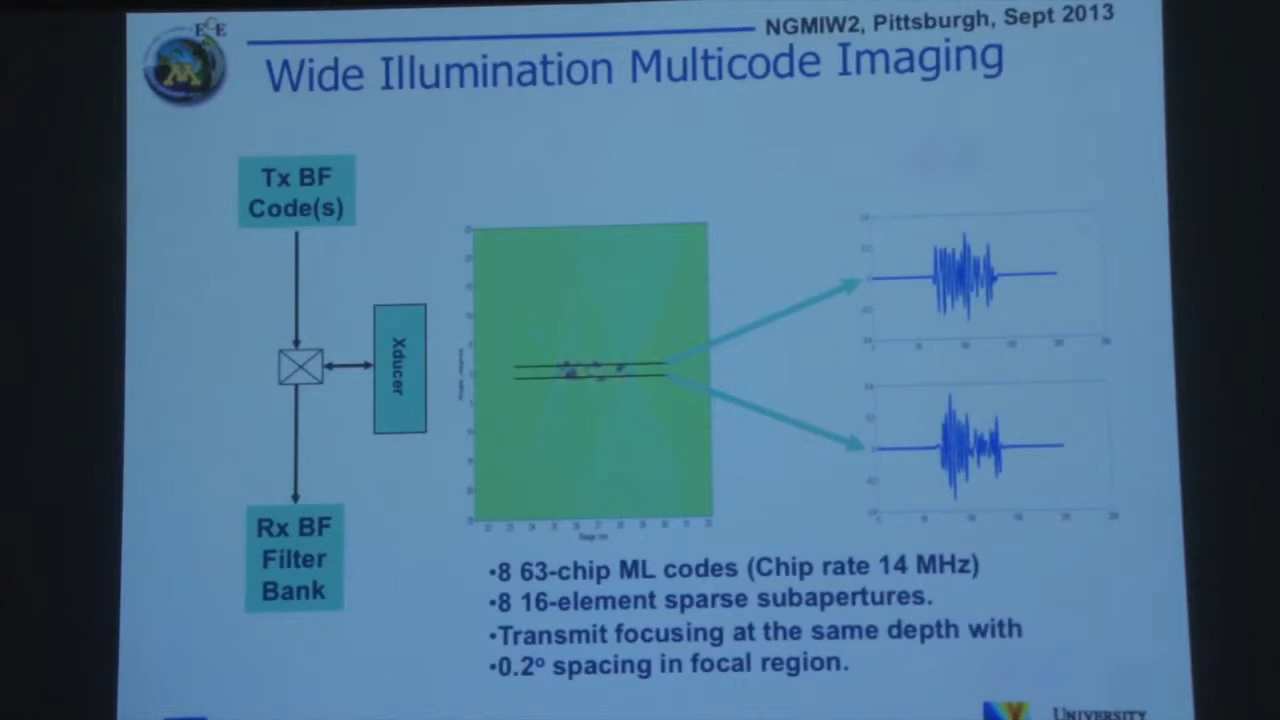 NGMIW2, Pittsburgh, Sept 2013
Wide Illumination Multicode Imaging
Tx BF
Code(s)
Xducer
Rx BF
Filter
Bank
•8 63-chip ML codes (Chip rate 14 MHz)
•8 16-element sparse subapertures.
•Transmit focusing at the same depth with
•0.2º spacing in focal region.
UNIVERSITY